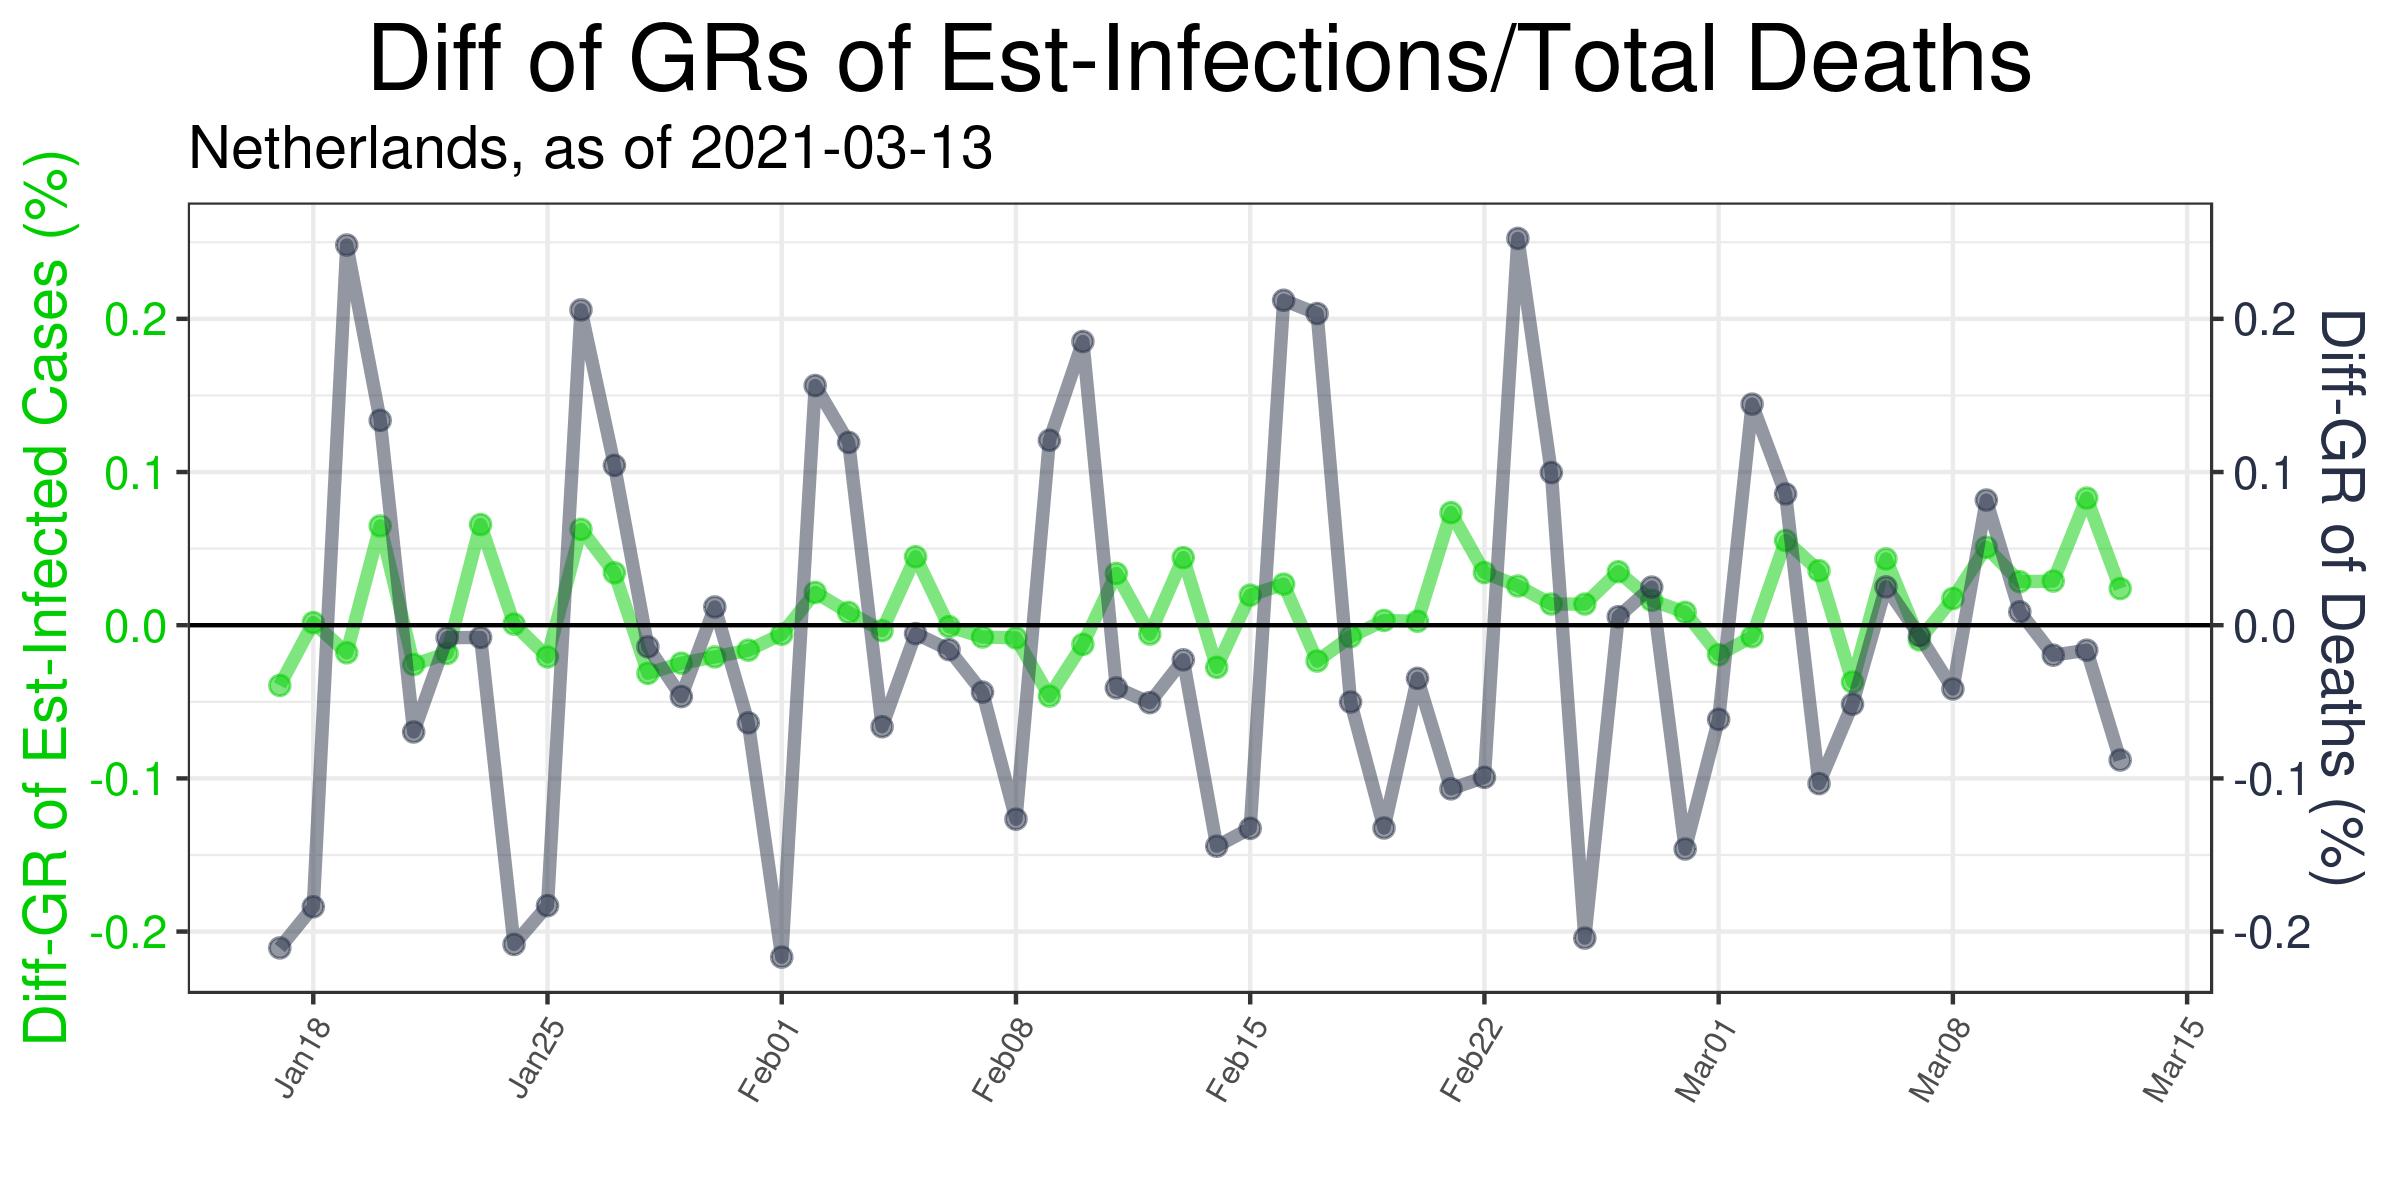 Diff of GRs of Est-Infections/Total Deaths
Netherlands, as of 2021-03-13
Diff-GR of Est-Infected Cases (%)
0.2
0.1
0.0
-0.1
-0.2
0.2
0.1
0.0
-0.1
-0.2
Diff-GR of Deaths (%)
Jan18
Jan25
Feb01
Feb08
Feb15
Feb22
Mar01
Mar08
Mar15